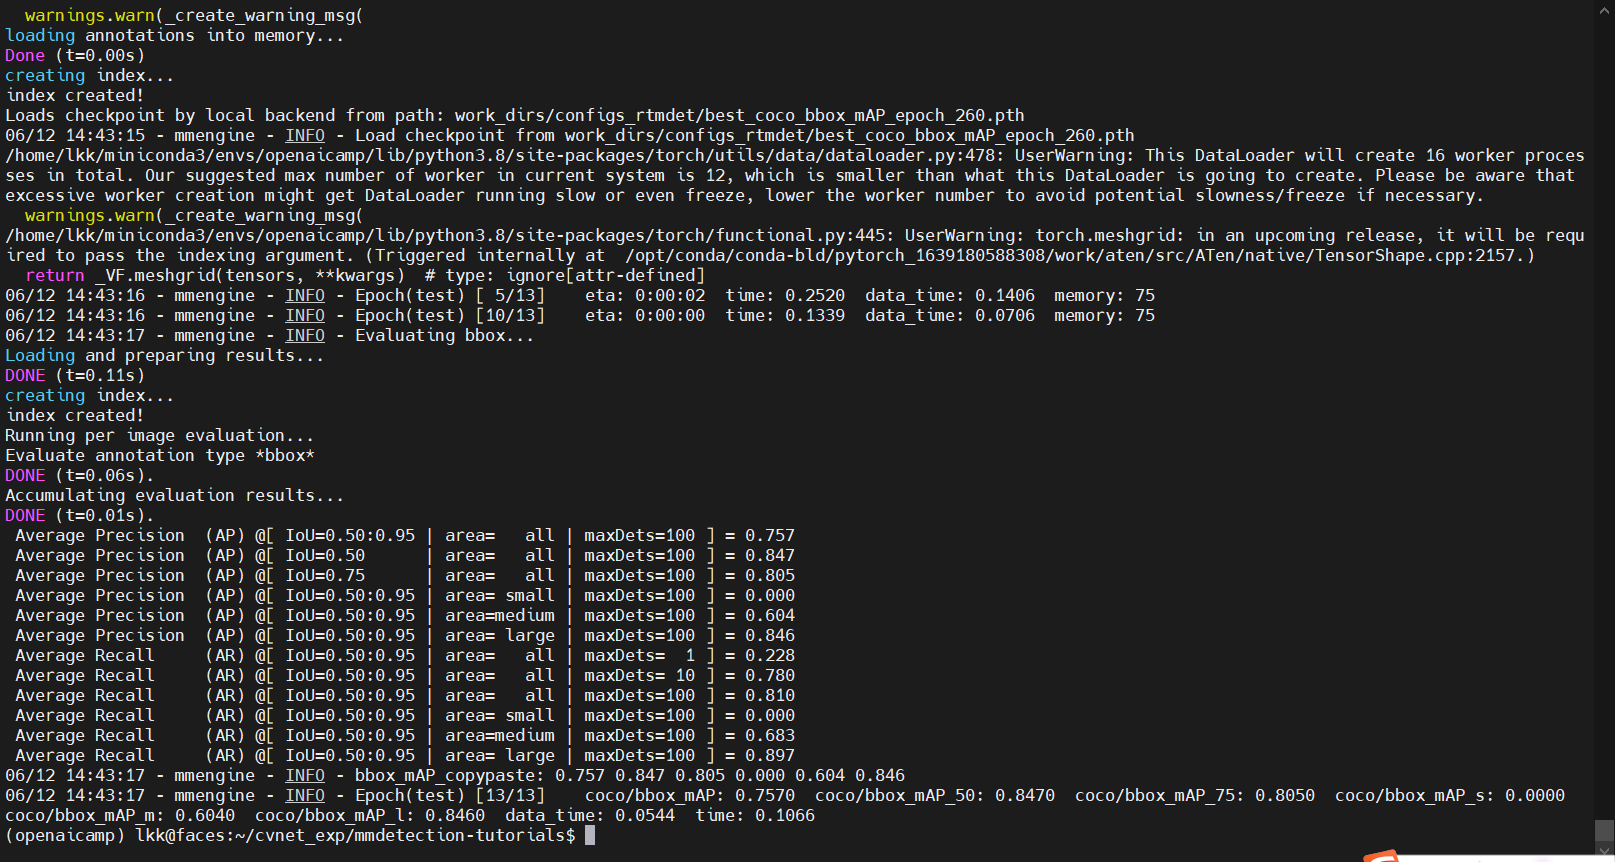 warnings.warn(_create_warning_msg(
loading annotations into memory...
Done (t=0.00s)
creating index...
index created!
Loads checkpoint by local backend from path: work_dirs/configs_rtmdet/best_coco_bbox_mAP_epoch_260.pth
06/12 14:43:15 - mmengine - INFO - Load checkpoint from work_dirs/configs_rtmdet/best_coco_bbox_mAP_epoch_260.pth
/home/lkk/miniconda3/envs/openaicamp/lib/python3.8/site-packages/torch/utils/data/dataloader.py:478: UserWarning: This DataLoader will create 16 worker proces
ses in total. Our suggested max number of worker in current system is 12, which is smaller than what this DataLoader is going to create. Please be aware that
excessive worker creation might get DataLoader running slow or even freeze, lower the worker number to avoid potential slowness/freeze if necessary.
  warnings.warn(_create_warning_msg(
/home/lkk/miniconda3/envs/openaicamp/lib/python3.8/site-packages/torch/functional.py:445: UserWarning: torch.meshgrid: in an upcoming release, it will be requ
ired to pass the indexing argument. (Triggered internally at  /opt/conda/conda-bld/pytorch_1639180588308/work/aten/src/ATen/native/TensorShape.cpp:2157.)
  return _VF.meshgrid(tensors, **kwargs)  # type: ignore[attr-defined]
06/12 14:43:16 - mmengine - INFO - Epoch(test) [ 5/13]    eta: 0:00:02  time: 0.2520  data_time: 0.1406  memory: 75
06/12 14:43:16 - mmengine - INFO - Epoch(test) [10/13]    eta: 0:00:00  time: 0.1339  data_time: 0.0706  memory: 75
06/12 14:43:17 - mmengine - INFO - Evaluating bbox...
Loading and preparing results...
DONE (t=0.11s)
creating index...
index created!
Running per image evaluation...
Evaluate annotation type *bbox*
DONE (t=0.06s).
Accumulating evaluation results...
DONE (t=0.01s).
 Average Precision  (AP) @[ IoU=0.50:0.95 | area=   all | maxDets=100 ] = 0.757
 Average Precision  (AP) @[ IoU=0.50      | area=   all | maxDets=100 ] = 0.847
 Average Precision  (AP) @[ IoU=0.75      | area=   all | maxDets=100 ] = 0.805
 Average Precision  (AP) @[ IoU=0.50:0.95 | area= small | maxDets=100 ] = 0.000
 Average Precision  (AP) @[ IoU=0.50:0.95 | area=medium | maxDets=100 ] = 0.604
 Average Precision  (AP) @[ IoU=0.50:0.95 | area= large | maxDets=100 ] = 0.846
 Average Recall     (AR) @[ IoU=0.50:0.95 | area=   all | maxDets=  1 ] = 0.228
 Average Recall     (AR) @[ IoU=0.50:0.95 | area=   all | maxDets= 10 ] = 0.780
 Average Recall     (AR) @[ IoU=0.50:0.95 | area=   all | maxDets=100 ] = 0.810
 Average Recall     (AR) @[ IoU=0.50:0.95 | area= small | maxDets=100 ] = 0.000
 Average Recall     (AR) @[ IoU=0.50:0.95 | area=medium | maxDets=100 ] = 0.683
 Average Recall     (AR) @[ IoU=0.50:0.95 | area= large | maxDets=100 ] = 0.897
06/12 14:43:17 - mmengine - INFO - bbox_mAP_copypaste: 0.757 0.847 0.805 0.000 0.604 0.846
06/12 14:43:17 - mmengine - INFO - Epoch(test) [13/13]    coco/bbox_mAP: 0.7570  coco/bbox_mAP_50: 0.8470  coco/bbox_mAP_75: 0.8050  coco/bbox_mAP_s: 0.0000
coco/bbox_mAP_m: 0.6040  coco/bbox_mAP_l: 0.8460  data_time: 0.0544  time: 0.1066
(openaicamp) lkk@faces:~/cvnet_exp/mmdetection-tutorials$